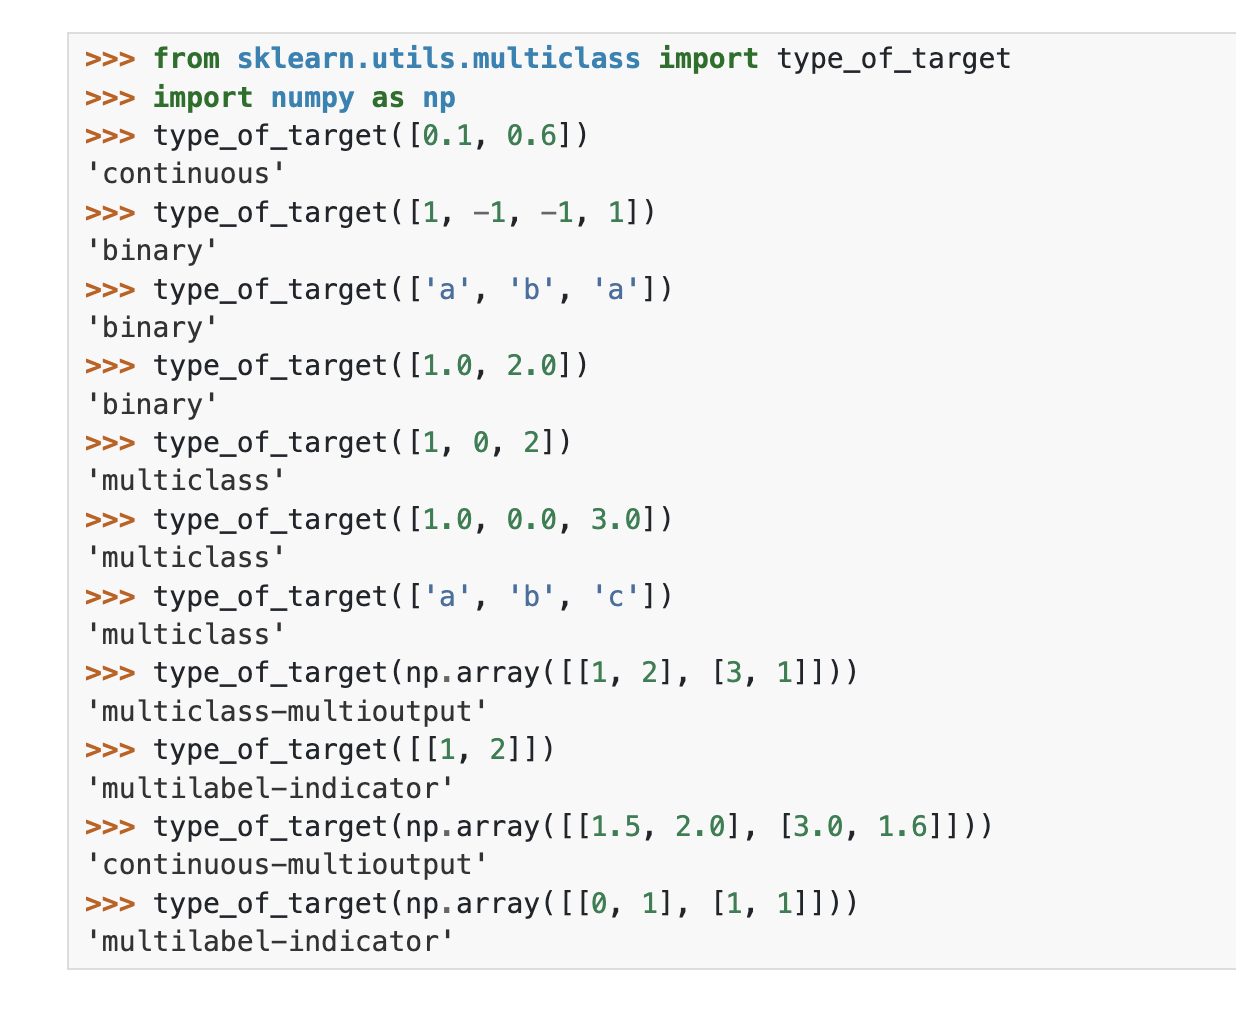 >>> from sklearn.utils.multiclass import type_of_target
>>> import numpy as np
>>> type_of_target([0.1, 0.6])
'continuous'
>>> type_of_target([1, -1, -1, 1])
'binary'
>>> type_of_target(['a', 'b', 'a'])
'binary'
>>> type_of_target([1.0, 2.0])
'binary'
>>> type_of_target([1, 0, 2])
'multiclass'
>>> type_of_target([1.0, 0.0, 3.0])
'multiclass'
>>> type_of_target(['a', 'b', 'c'])
'multiclass'
>>> type_of_target(np.array([[1, 2], [3, 1]]))
'multiclass-multioutput'
>>> type_of_target([[1, 2]])
'multilabel-indicator'
>>> type_of_target(np.array([[1.5, 2.0], [3.0, 1.6]]))
'continuous-multioutput'
>>> type_of_target(np.array([[0, 1], [1, 1]]))
'multilabel-indicator'